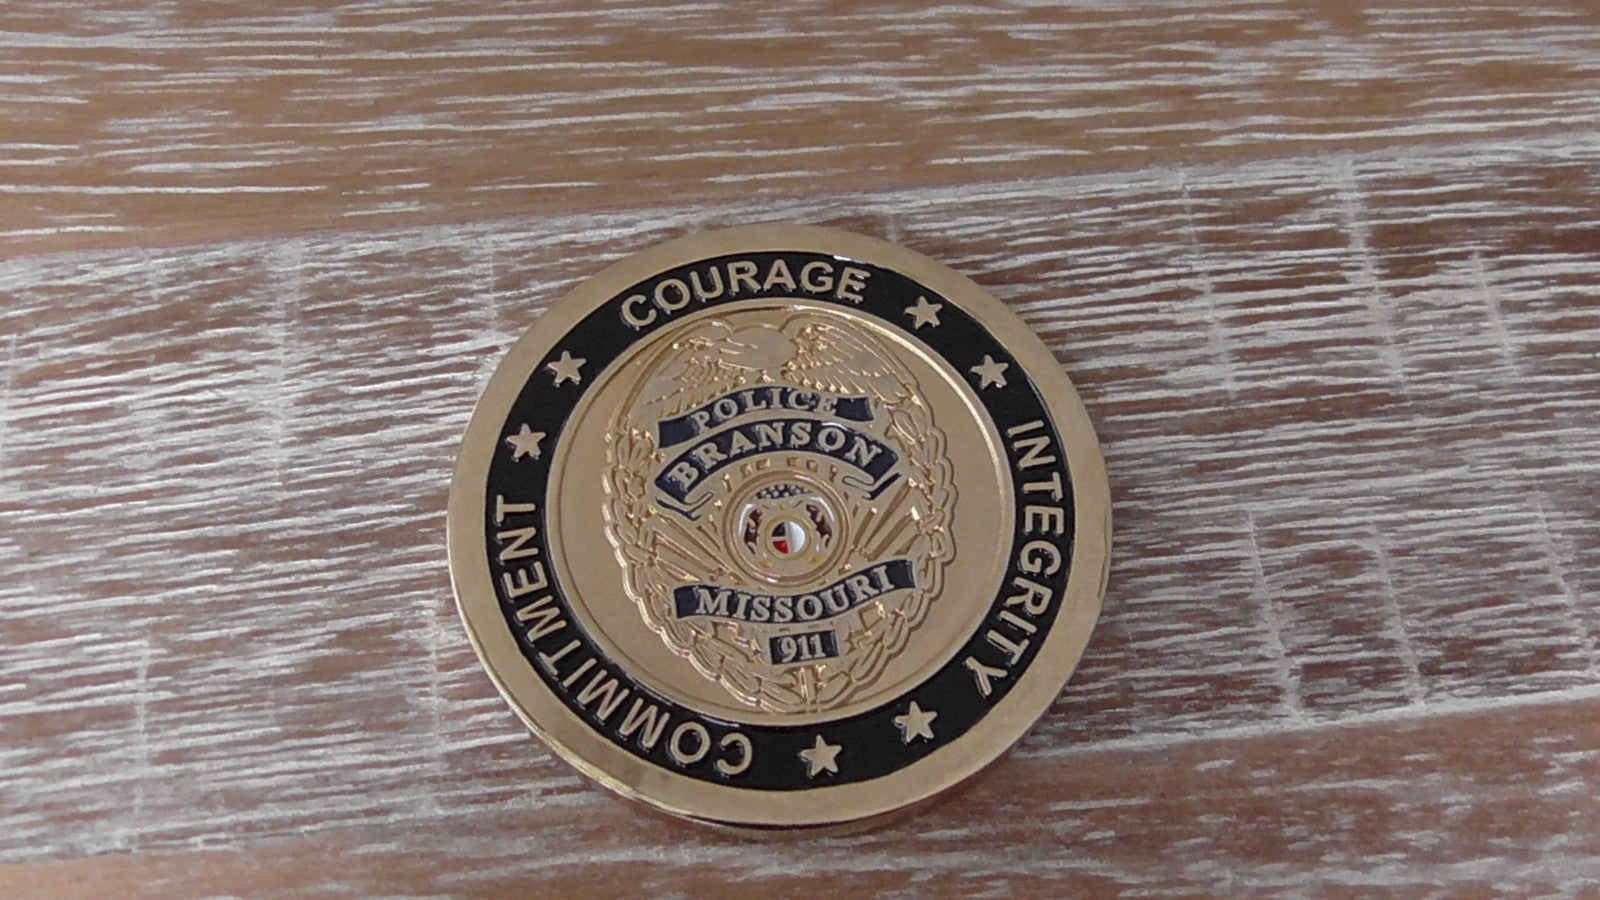 COURAGE
INTEGRITY
COMMITMENT
POLICE
BRANSON
MISSOURI
911